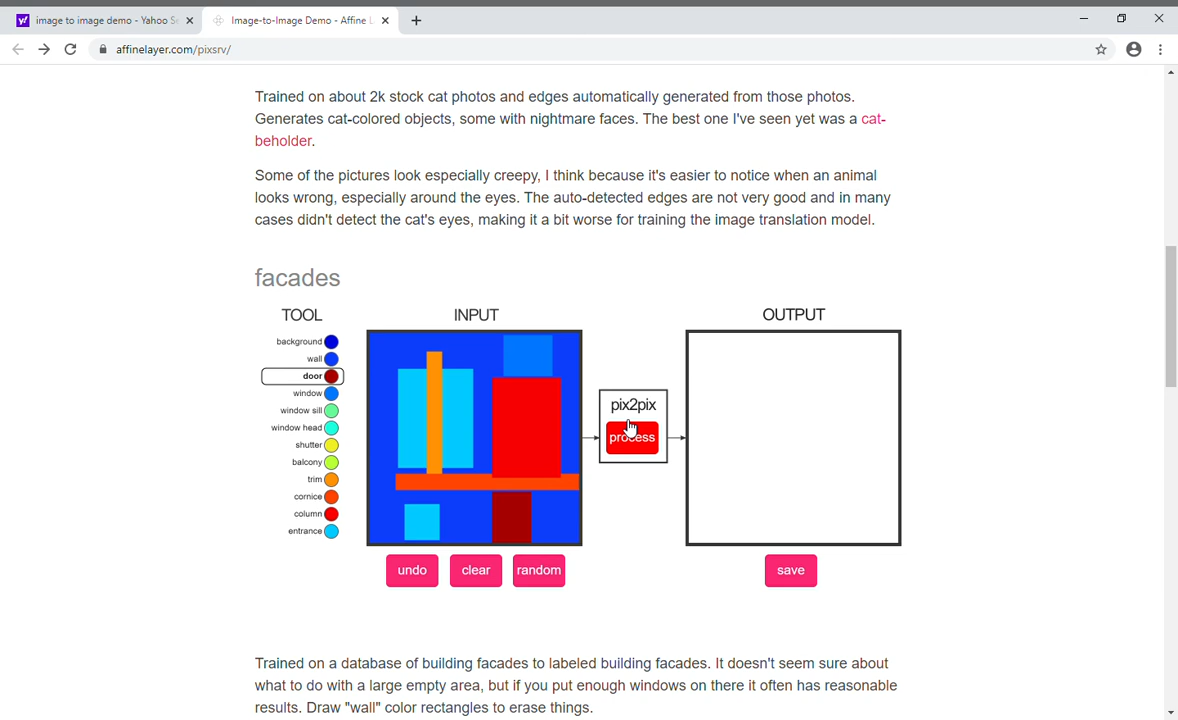 image to image demo - Yahoo S
Image-to-Image Demo - Affine L
affinelayer.com/pixsrv/
Trained on about 2k stock cat photos and edges automatically generated from those photos.
Generates cat-colored objects, some with nightmare faces. The best one I've seen yet was a cat-
beholder.
Some of the pictures look especially creepy, I think because it's easier to notice when an animal
looks wrong, especially around the eyes. The auto-detected edges are not very good and in many
cases didn't detect the cat's eyes, making it a bit worse for training the image translation model.
facades
TOOL
INPUT
OUTPUT
background
wall
door
window
window sill
window head
shutter
balcony
trim
cornice
column
entrance
pix2pix
process
undo
clear
random
save
Trained on a database of building facades to labeled building facades. It doesn't seem sure about
what to do with a large empty area, but if you put enough windows on there it often has reasonable
results. Draw "wall" color rectangles to erase things.